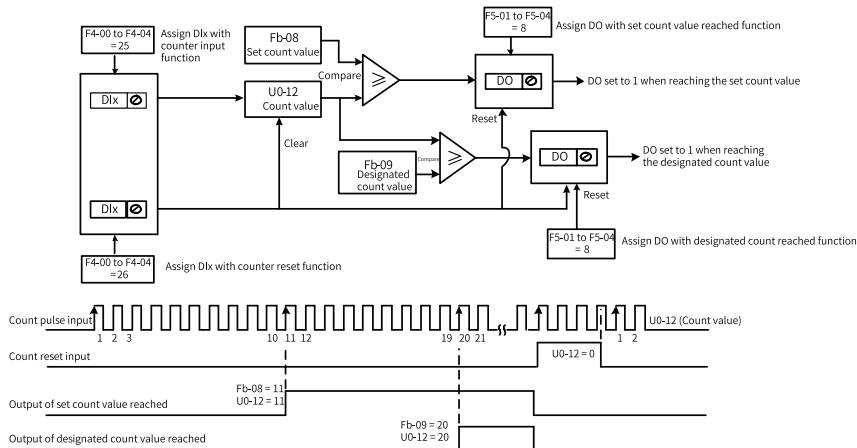 F4-00 to F4-04
= 25
Assign DIx with
counter input
function
Fb-08
Set count value
F5-01 to F5-04
= 8
Assign DO with set count value reached function
Compare
≥
DIx
U0-12
Count value
DO
DO set to 1 when reaching the set count value
Reset
Clear
Fb-09
Designated
count value
Compare
≥
DO
DO set to 1 when reaching
the designated count value
DIx
Reset
F4-00 to F4-04
=26
Assign DIx with counter reset function
F5-01 to F5-04
= 8
Assign DO with designated count reached function
Count pulse input
1 2 3 10 11 12 19 20 21 1 2
U0-12 (Count value)
Count reset input
U0-12 = 0
Fb-08 = 11
U0-12 = 11
Output of set count value reached
Fb-09 = 20
U0-12 = 20
Output of designated count value reached